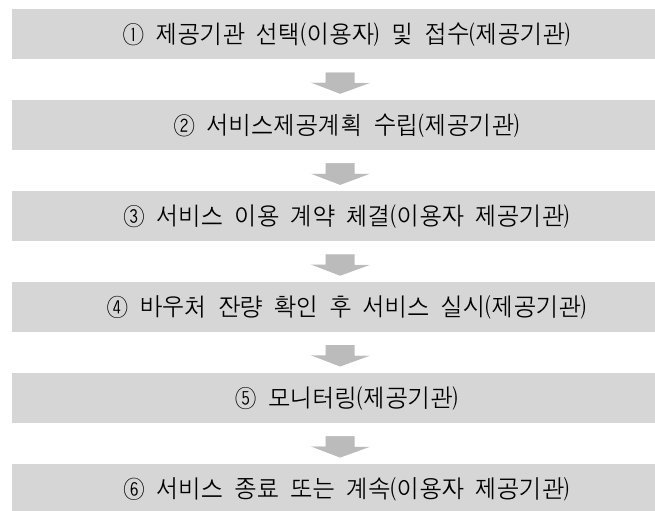 ① 제공기관 선택(이용자) 및 접수(제공기관)
② 서비스제공계획 수립(제공기관)
③ 서비스 이용 계약 체결(이용자 제공기관)
④ 바우처 잔량 확인 후 서비스 실시(제공기관)
⑤ 모니터링(제공기관)
⑥ 서비스 종료 또는 계속(이용자 제공기관)